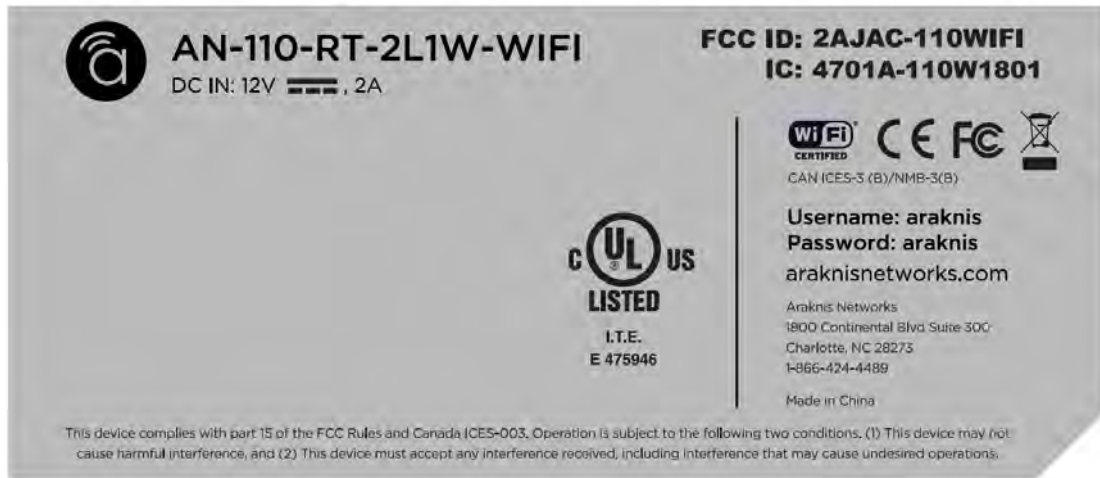 AN-110-RT-2L1W-WIFI
DC IN: 12V , 2A
FCC ID: 2AJAC-110WIFI
IC: 4701A-110W1801
Wi Fi
CERTIFIED
CE FC
CAN ICES-3 (B)/NMB-3(B)
C UL US
®
LISTED
I.T.E.
E 475946
Username: araknis
Password: araknis
araknisnetworks.com
Araknis Networks
1800 Continental Blvd Suite 300
Charlotte, NC 28273
1-866-424-4489
Made in China
This device complies with part 15 of the FCC Rules and Canada ICES-003. Operation is subject to the following two conditions. (1) This device may not
cause harmful interference, and (2) This device must accept any interference received, including interference that may cause undesired operations.